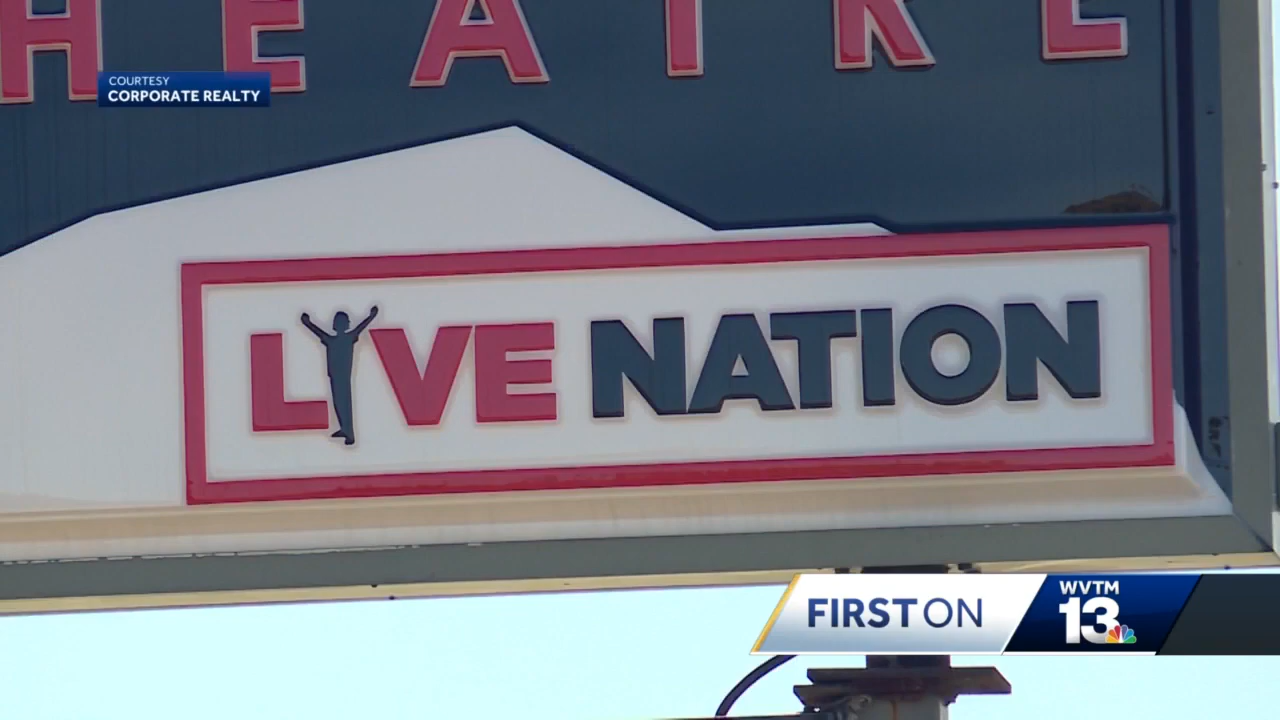 HEATRE
COURTESY
CORPORATE REALTY
LIVE NATION
FIRST ON
WVTM
13